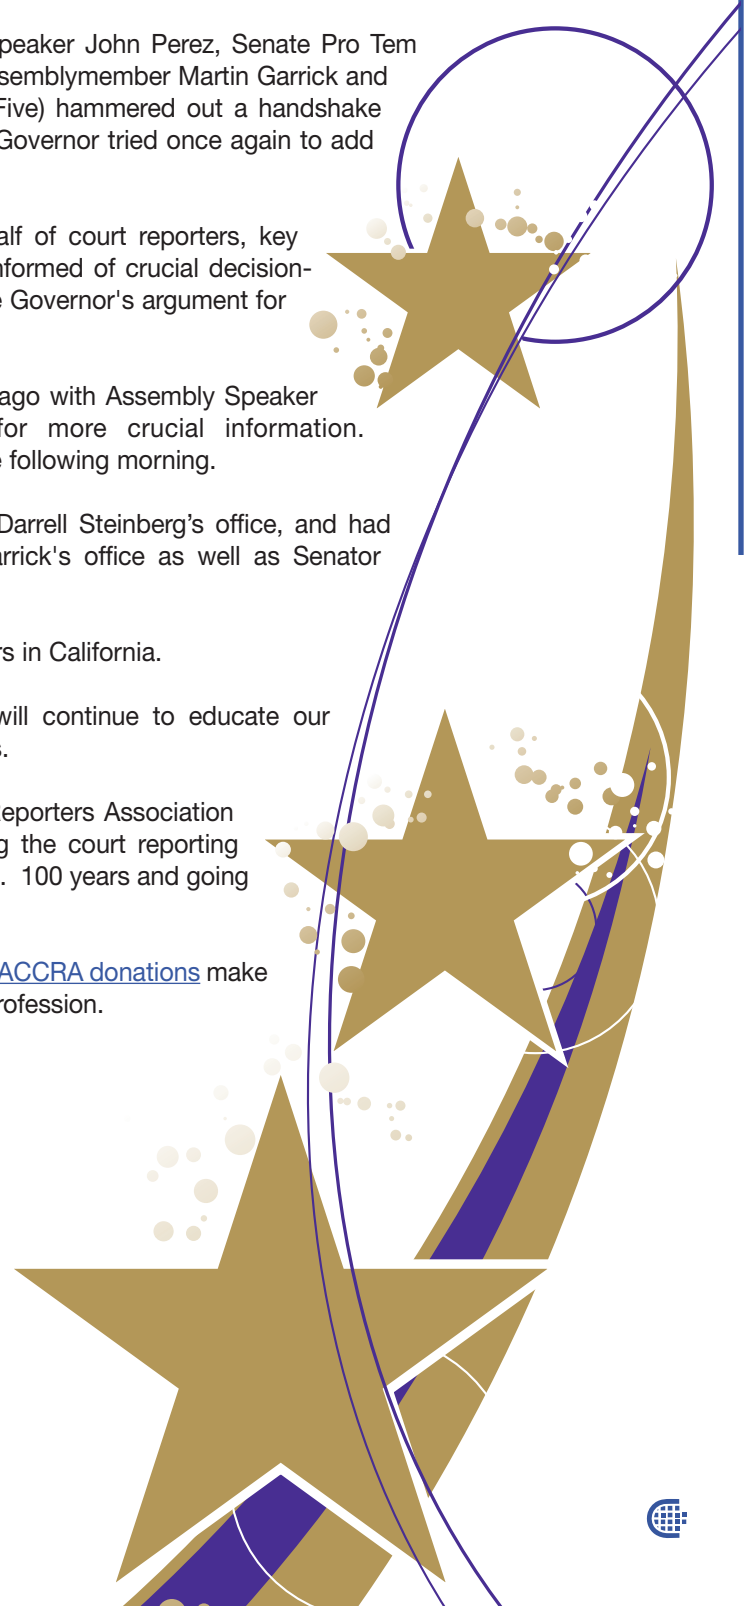 peaker John Perez, Senate Pro Tem
semblymember Martin Garrick and
Five) hammered out a handshake
Governor tried once again to add
alf of court reporters, key
nformed of crucial decision-
e Governor's argument for
ago with Assembly Speaker
for more crucial information.
e following morning.
Darrell Steinberg’s office, and had
arrick's office as well as Senator
rs in California.
will continue to educate our
s.
Reporters Association
g the court reporting
. 100 years and going
ACCRA donations make
rofession.